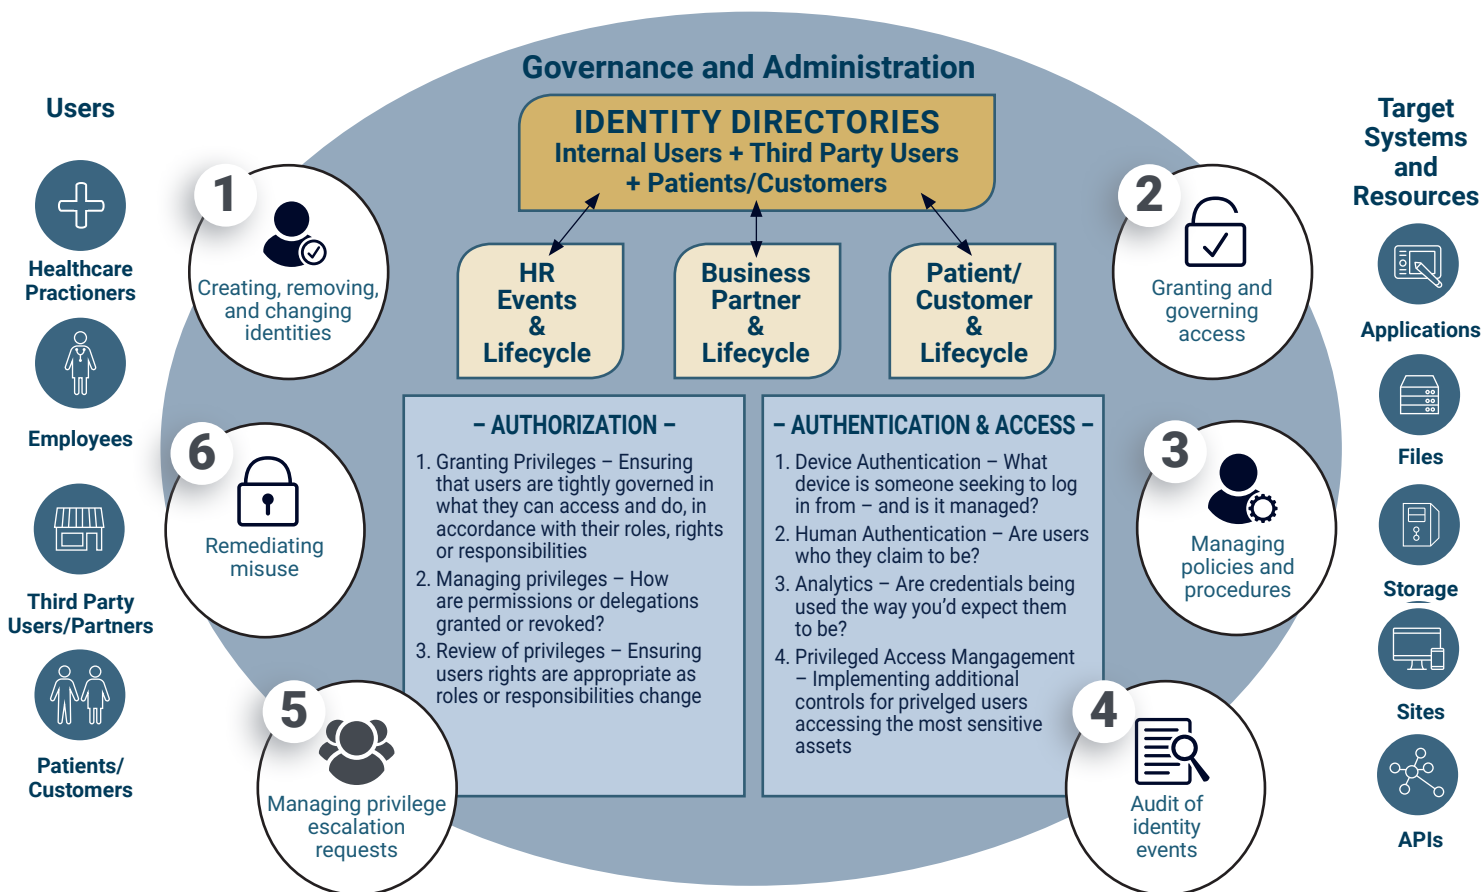 Governance and Administration
IDENTITY DIRECTORIES
Internal Users + Third Party Users
+ Patients/Customers
HR
Events
&
Lifecycle
Business
Partner
&
Lifecycle
Patient/
Customer
&
Lifecycle
Users
Healthcare
Practioners
Employees
Third Party
Users/Partners
Patients/
Customers
1
Creating, removing,
and changing
identities
2
Granting and
governing
access
3
Managing
policies and
procedures
4
Audit of
identity
events
5
Managing privilege
escalation
requests
6
Remediating
misuse
– AUTHORIZATION –
1. Granting Privileges – Ensuring
that users are tightly governed in
what they can access and do, in
accordance with their roles, rights
or responsibilities
2. Managing privileges – How
are permissions or delegations
granted or revoked?
3. Review of privileges – Ensuring
users rights are appropriate as
roles or responsibilities change
– AUTHENTICATION & ACCESS –
1. Device Authentication – What
device is someone seeking to log
in from – and is it managed?
2. Human Authentication – Are users
who they claim to be?
3. Analytics – Are credentials being
used the way you’d expect them
to be?
4. Privileged Access Mangagement
– Implementing additional
controls for privelged users
accessing the most sensitive
assets
Target
Systems
and
Resources
Applications
Files
Storage
Sites
APIs